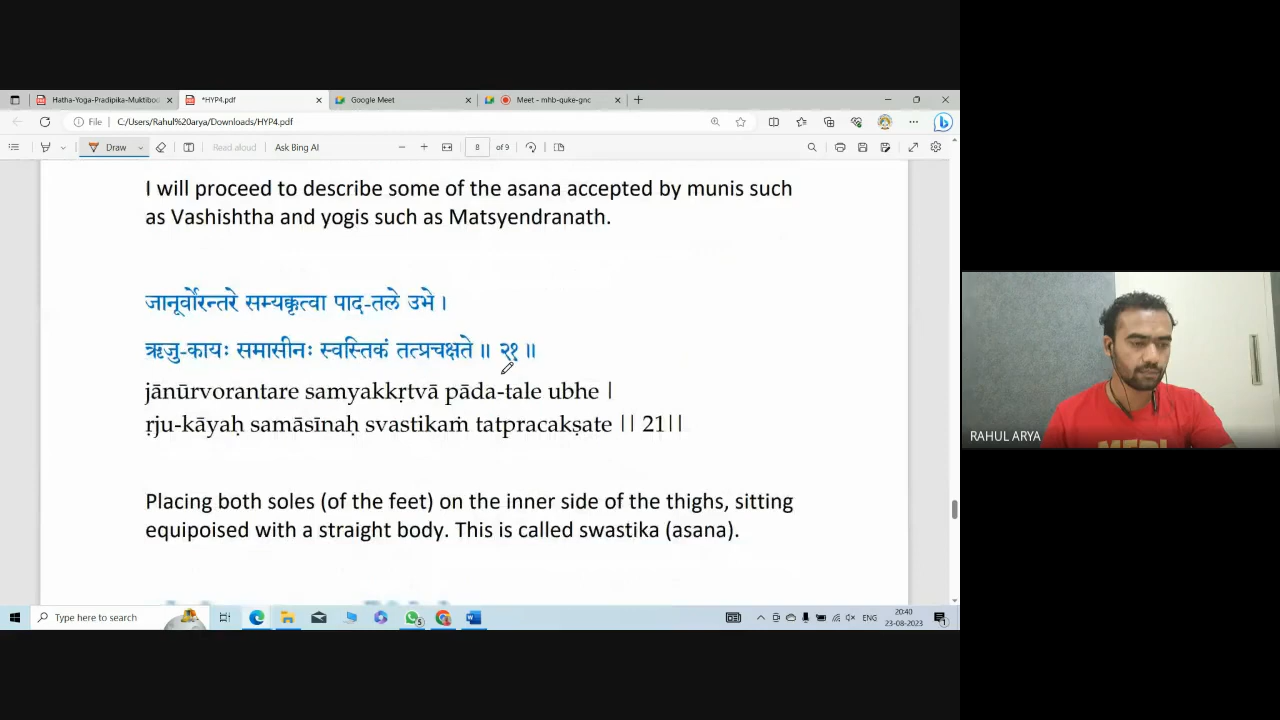 Hatha-Yoga-Pradipika-Muktibod
*HYP4.pdf
Google Meet
Meet - mhb-quke-gnc
File
C:/Users/Rahul%20arya/Downloads/HYP4.pdf
Draw
Read aloud
Ask Bing AI
8
of 9
I will proceed to describe some of the asana accepted by munis such
as Vashishtha and yogis such as Matsyendranath.
जानूर्वोरन्तरे सम्यक्कृत्वा पाद-तले उभे।
ऋजु-कायः समासीनः स्वस्तिकं तत्प्रचक्षते॥ २१॥
jānūrvorantare samyakkṛtvā pāda-tale ubhe |
ṛju-kāyaḥ samāsīnaḥ svastikaṁ tatpracakṣate || 21||
Placing both soles (of the feet) on the inner side of the thighs, sitting
equipoised with a straight body. This is called swastika (asana).
RAHUL ARYA
Type here to search
5
ENG
20:40
23-08-2023
1